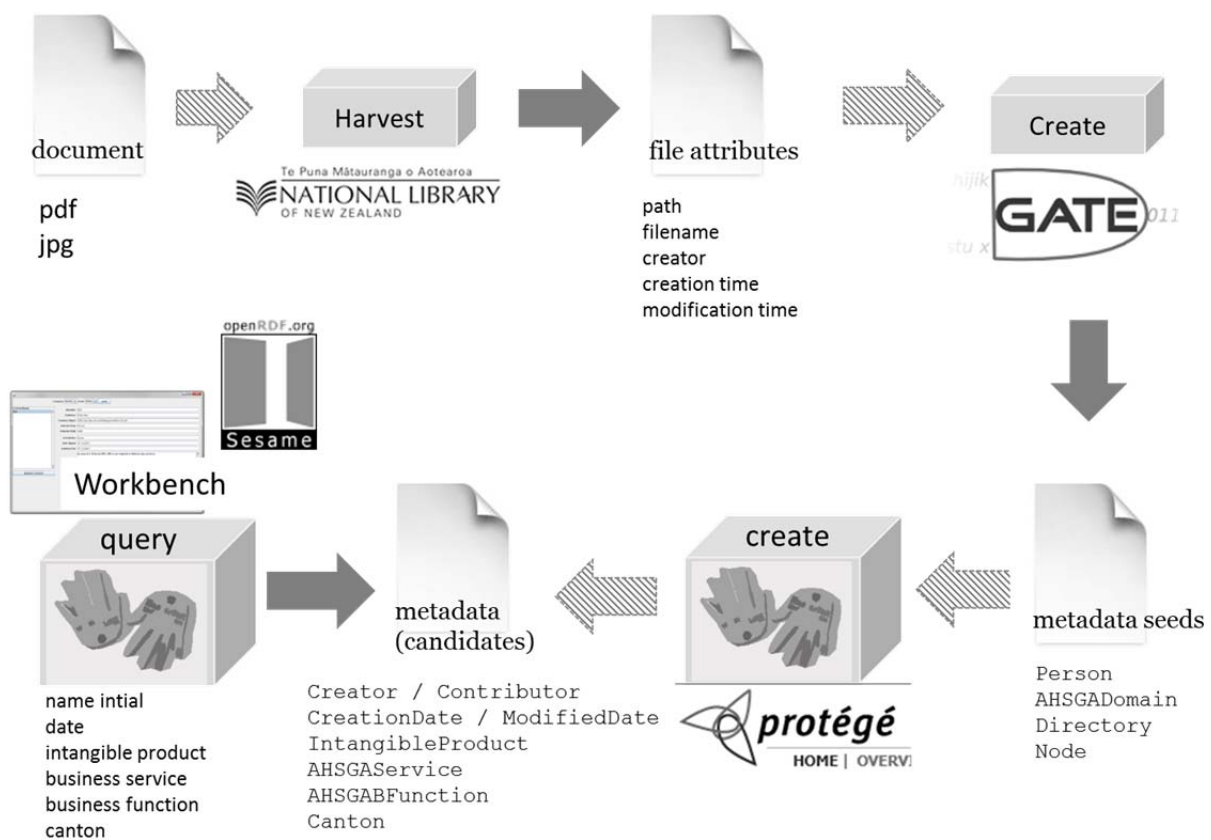 document
pdf
jpg
Harvest
Te Puna Mātauranga o Aotearoa
NATIONAL LIBRARY
OF NEW ZEALAND
file attributes
path
filename
creator
creation time
modification time
Create
hijik
GATE
011
stu x
openRDF.org
Sesame
Workbench
query
name intial
date
intangible product
business service
business function
canton
metadata
(candidates)
Creator / Contributor
CreationDate / ModifiedDate
IntangibleProduct
AHSGAService
AHSGABFunction
Canton
create
protégé
HOME | OVERVI
metadata seeds
Person
AHSGADomain
Directory
Node